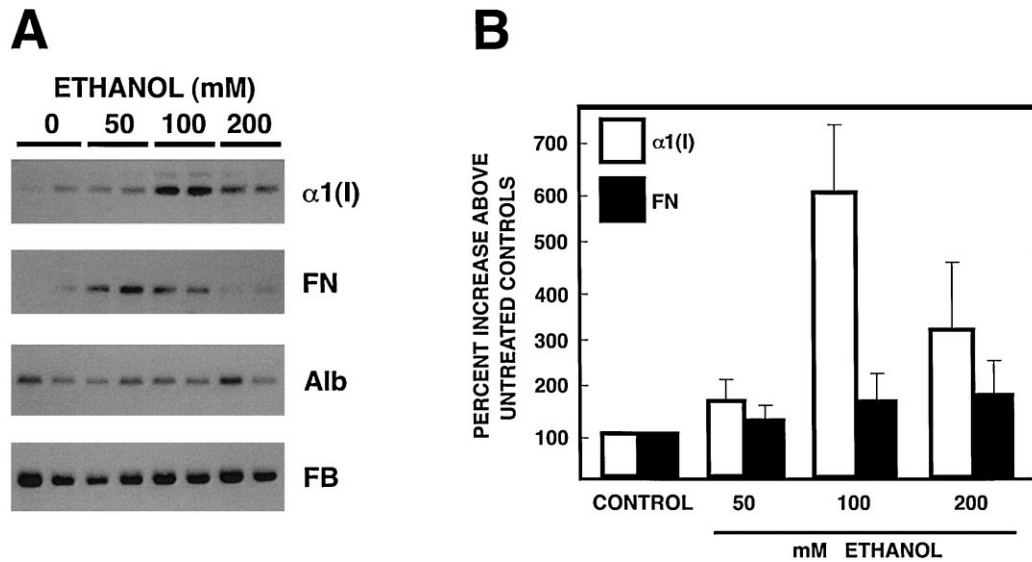 A
ETHANOL (mM)
0 50 100 200
α1(I)
FN
Alb
FB
B
PERCENT INCREASE ABOVE
UNTREATED CONTROLS
700
600
500
400
300
200
100
α1(I)
FN
CONTROL 50 100 200
mM ETHANOL